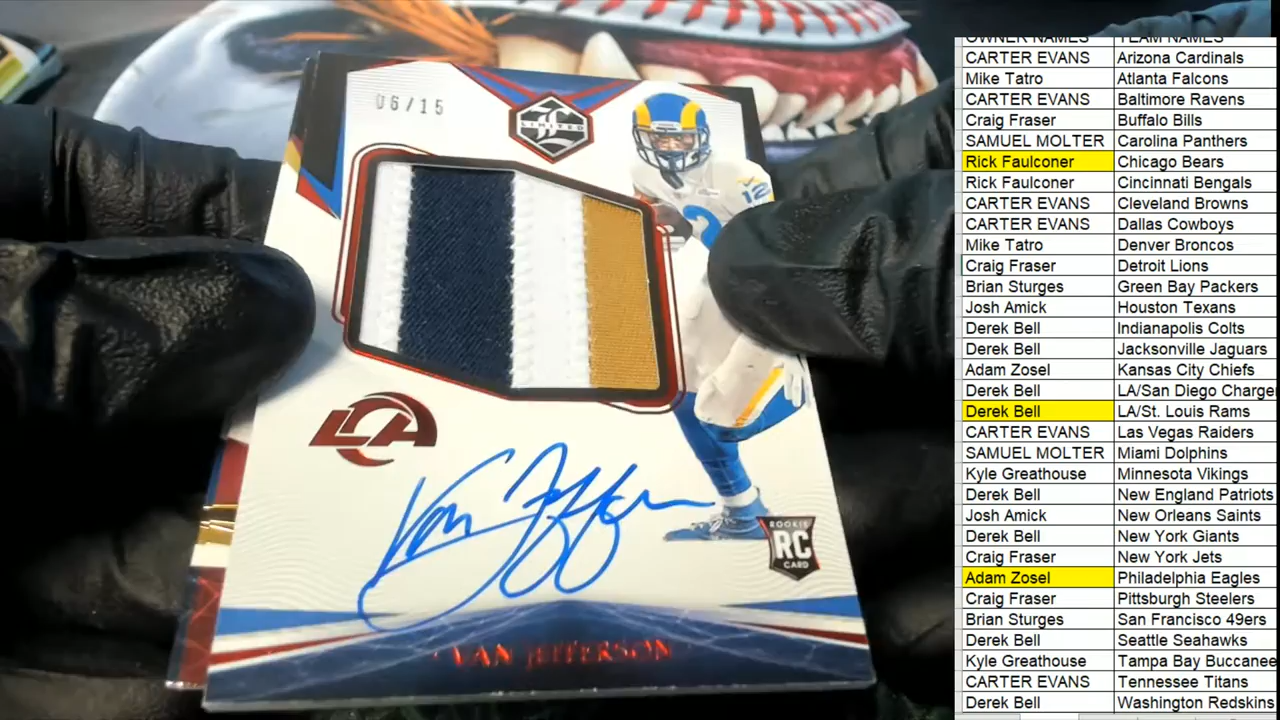 06/15
LIMITED
12
2
LA
Van Jefferson
ROOKIE
RC
CARD
VAN JEFFERSON
OWNER NAMES TEAM NAMES
CARTER EVANS Arizona Cardinals
Mike Tatro Atlanta Falcons
CARTER EVANS Baltimore Ravens
Craig Fraser Buffalo Bills
SAMUEL MOLTER Carolina Panthers
Rick Faulconer Chicago Bears
Rick Faulconer Cincinnati Bengals
CARTER EVANS Cleveland Browns
CARTER EVANS Dallas Cowboys
Mike Tatro Denver Broncos
Craig Fraser Detroit Lions
Brian Sturges Green Bay Packers
Josh Amick Houston Texans
Derek Bell Indianapolis Colts
Derek Bell Jacksonville Jaguars
Adam Zosel Kansas City Chiefs
Derek Bell LA/San Diego Charge
Derek Bell LA/St. Louis Rams
CARTER EVANS Las Vegas Raiders
SAMUEL MOLTER Miami Dolphins
Kyle Greathouse Minnesota Vikings
Derek Bell New England Patriots
Josh Amick New Orleans Saints
Derek Bell New York Giants
Craig Fraser New York Jets
Adam Zosel Philadelphia Eagles
Craig Fraser Pittsburgh Steelers
Brian Sturges San Francisco 49ers
Derek Bell Seattle Seahawks
Kyle Greathouse Tampa Bay Buccanee
CARTER EVANS Tennessee Titans
Derek Bell Washington Redskins